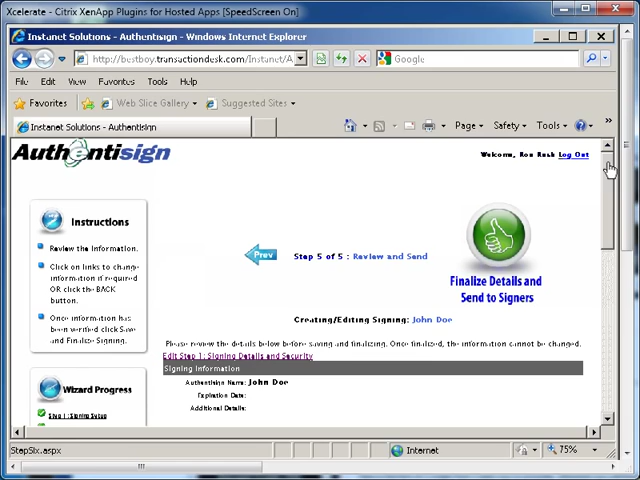 Xcelerate - Citrix XenApp Plugins for Hosted Apps [SpeedScreen On]
Instanet Solutions - Authentisign - Windows Internet Explorer
http://bestboy.transactiondesk.com/Instanet/A
Google
File Edit View Favorites Tools Help
Favorites Web Slice Gallery Suggested Sites
Instanet Solutions - Authentisign
Page Safety Tools
Authentisign
Welcome, Ron Rush Log Out
Instructions
Review the Information.
Click on links to change
information if required
OR click the BACK
button.
Once information has
been verified click Save
and Finalize Signing.
Prev
Step 5 of 5 : Review and Send
Finalize Details and
Send to Signers
Creating/Editing Signing: John Doe
Please review the details below before saving and finalizing. Once finalized, the information cannot be changed.
Edit Step 1: Signing Details and Security
Signing Information
Authentisign Name: John Doe
Expiration Date:
Additional Details:
Wizard Progress
Step 1: Signing Setup
StepSix.aspx
Internet
75%